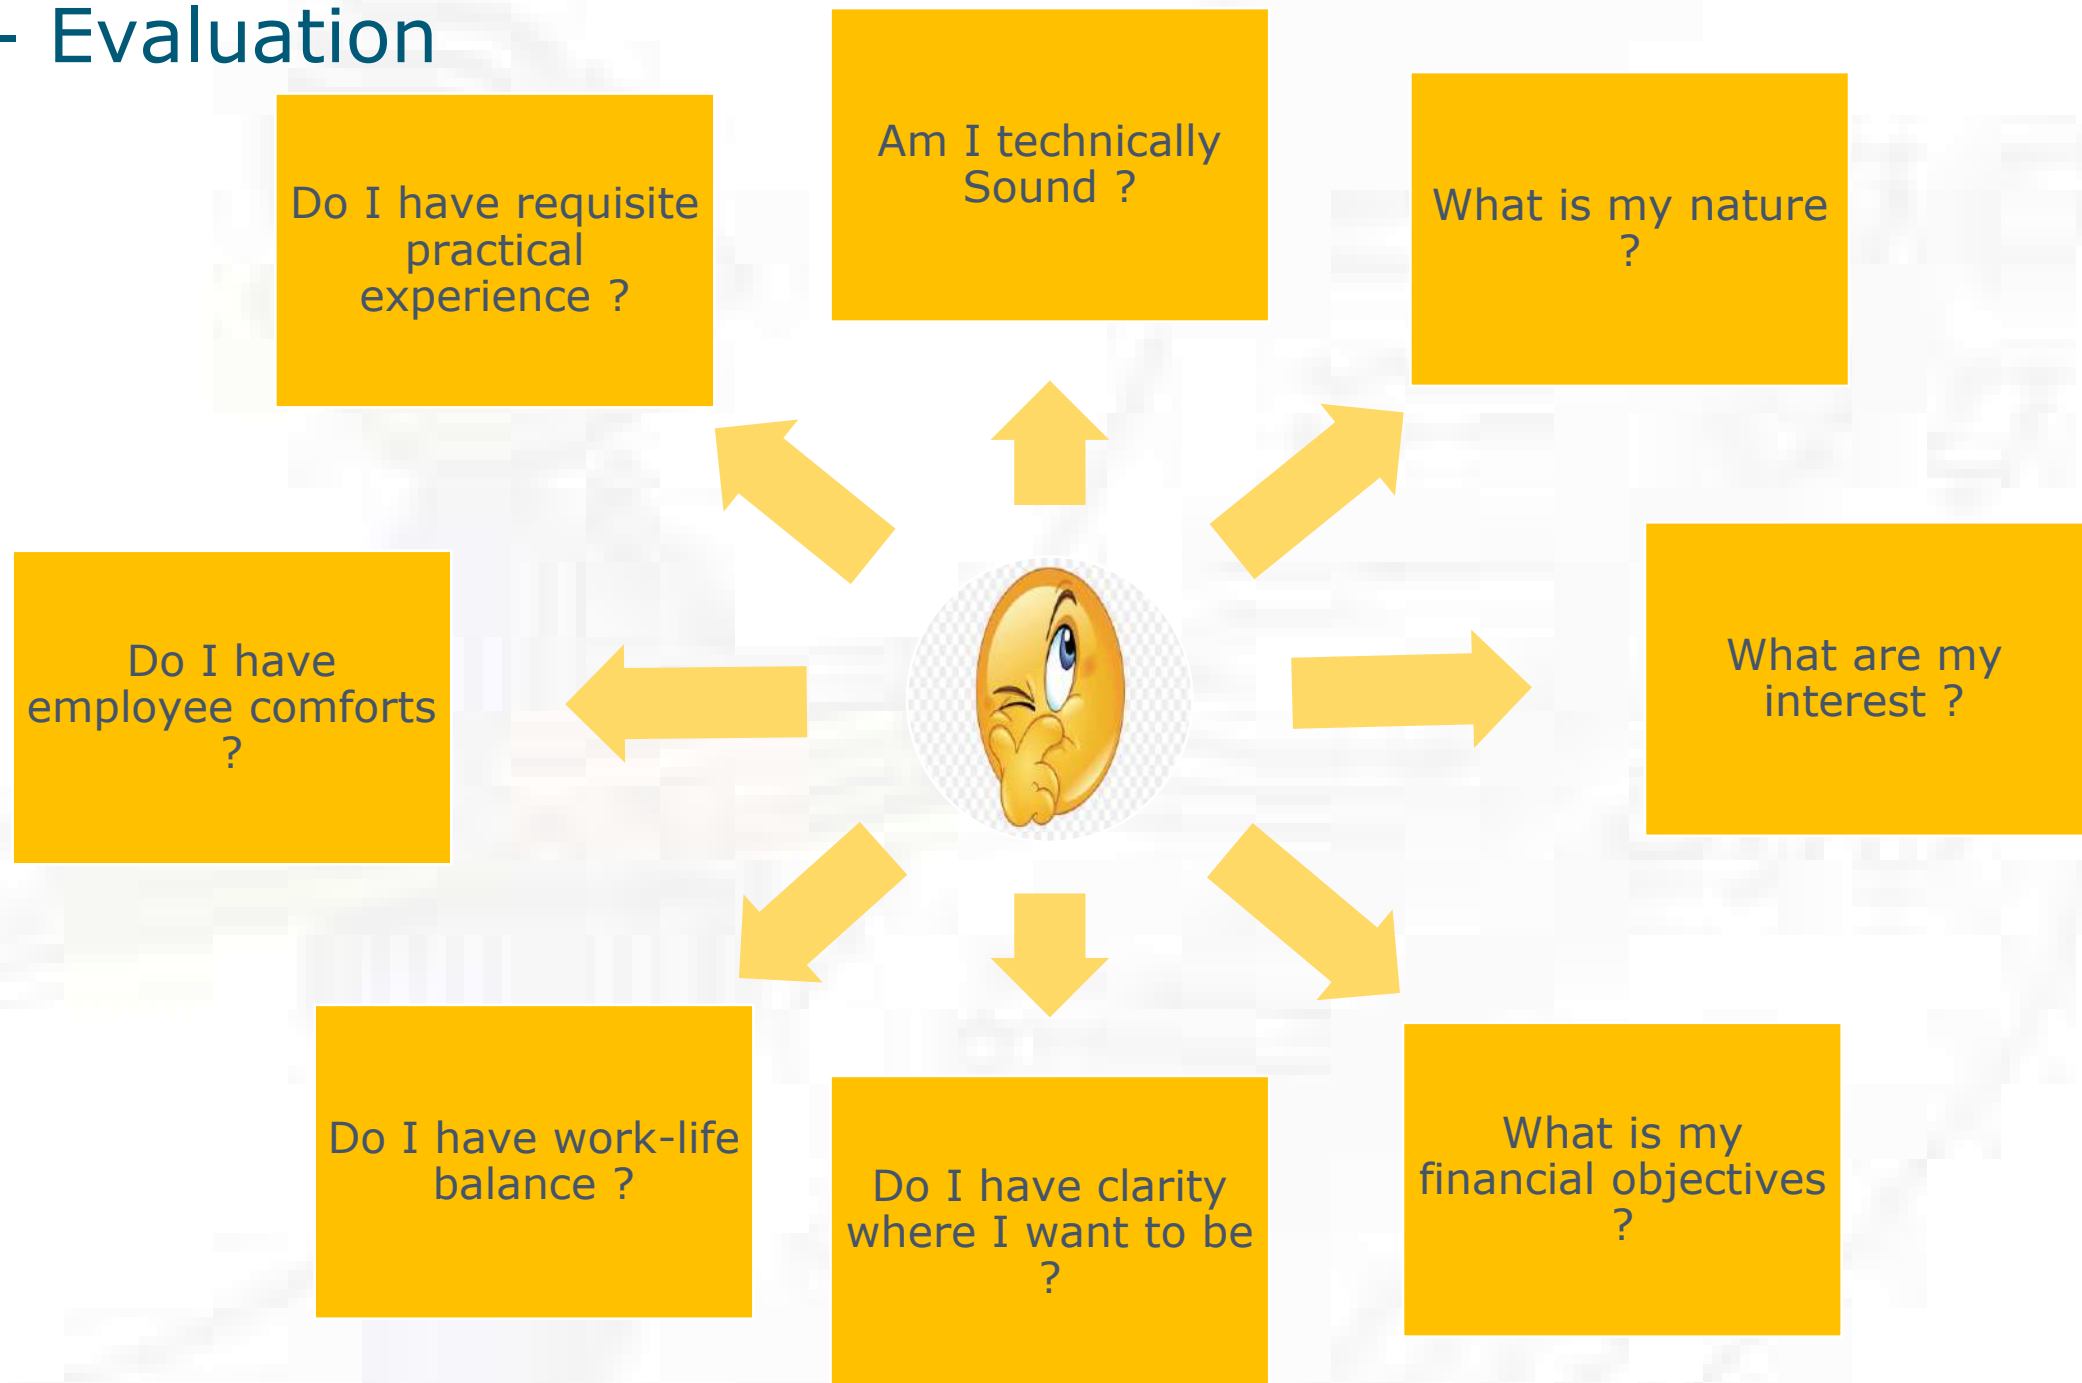 - Evaluation
Am I technically
Sound ?
What is my nature
?
What are my
interest ?
What is my
financial objectives
?
Do I have clarity
where I want to be
?
Do I have work-life
balance ?
Do I have
employee comforts
?
Do I have requisite
practical
experience ?